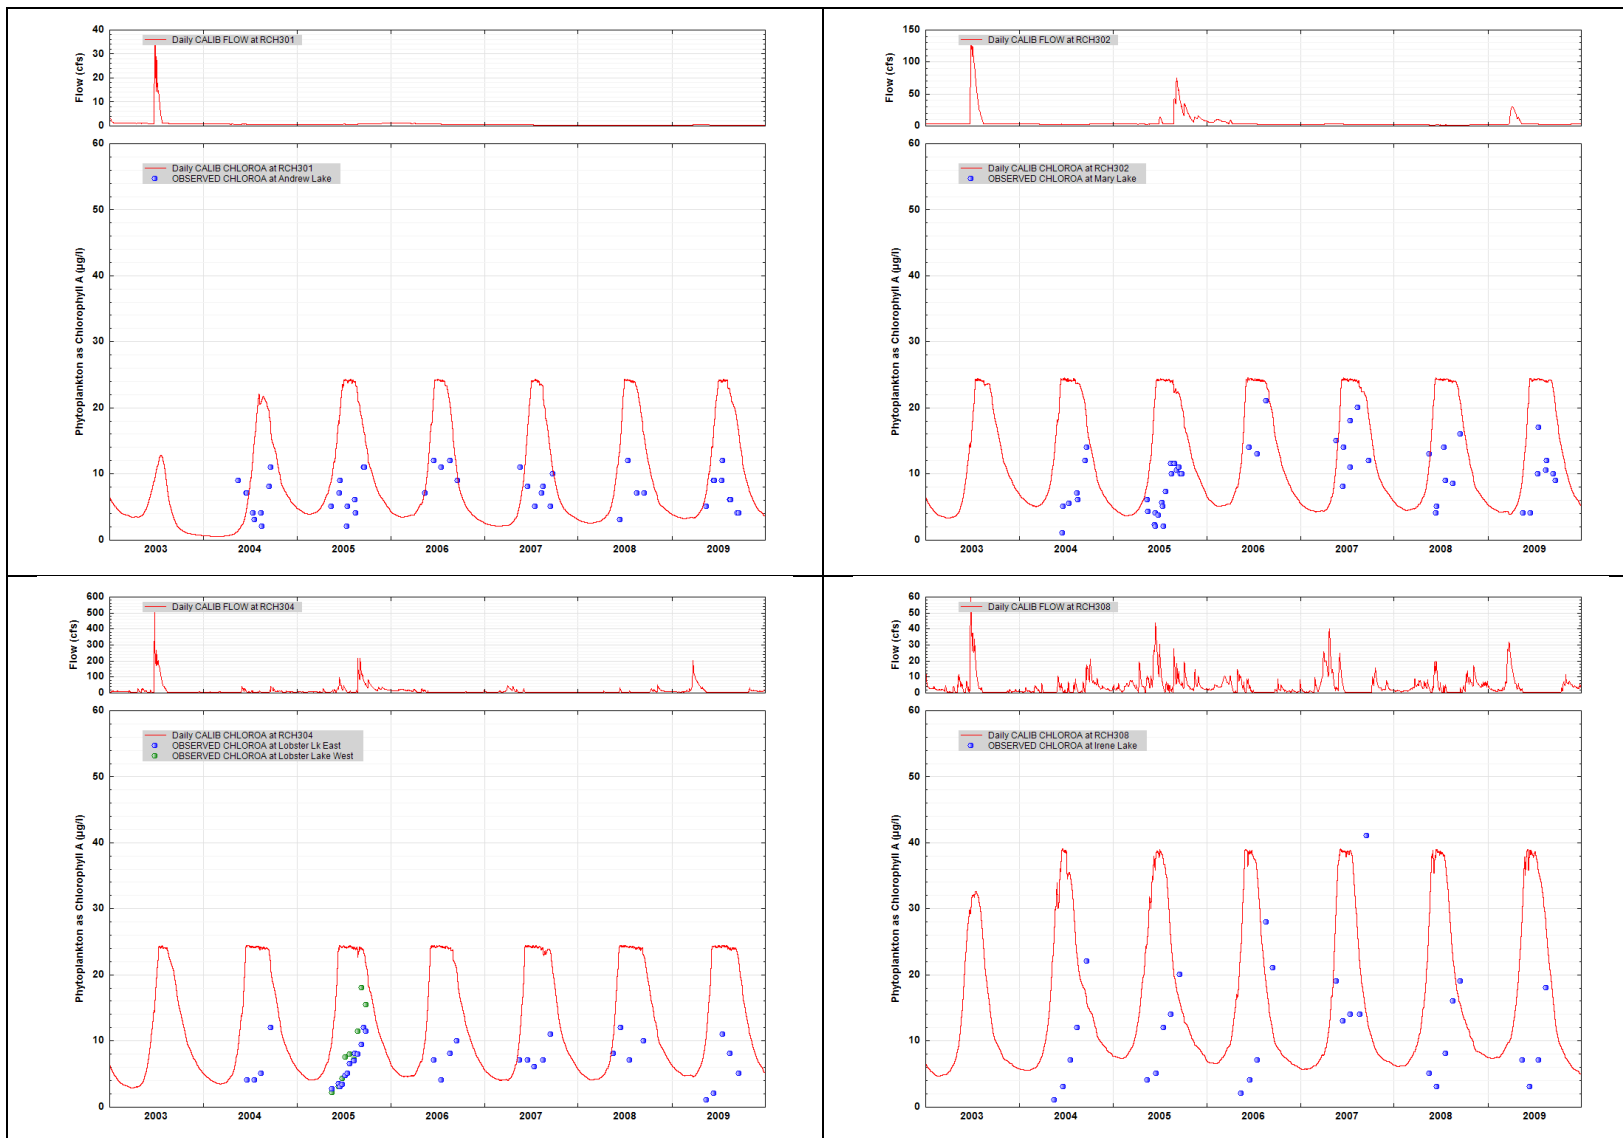 Daily CALIB FLOW at RCH301
Flow (cfs)
40
30
20
10
0
Daily CALIB CHLOROA at RCH301
OBSERVED CHLOROA at Andrew Lake
Phytoplankton as Chlorophyll A (µg/l)
60
50
40
30
20
10
0
2003 2004 2005 2006 2007 2008 2009
Daily CALIB FLOW at RCH302
Flow (cfs)
150
100
50
0
Daily CALIB CHLOROA at RCH302
OBSERVED CHLOROA at Mary Lake
Phytoplankton as Chlorophyll A (µg/l)
60
50
40
30
20
10
0
2003 2004 2005 2006 2007 2008 2009
Daily CALIB FLOW at RCH304
Flow (cfs)
600
500
400
300
200
100
0
Daily CALIB CHLOROA at RCH304
OBSERVED CHLOROA at Lobster Lk East
OBSERVED CHLOROA at Lobster Lake West
Phytoplankton as Chlorophyll A (µg/l)
60
50
40
30
20
10
0
2003 2004 2005 2006 2007 2008 2009
Daily CALIB FLOW at RCH308
Flow (cfs)
60
50
40
30
20
10
0
Daily CALIB CHLOROA at RCH308
OBSERVED CHLOROA at Irene Lake
Phytoplankton as Chlorophyll A (µg/l)
60
50
40
30
20
10
0
2003 2004 2005 2006 2007 2008 2009